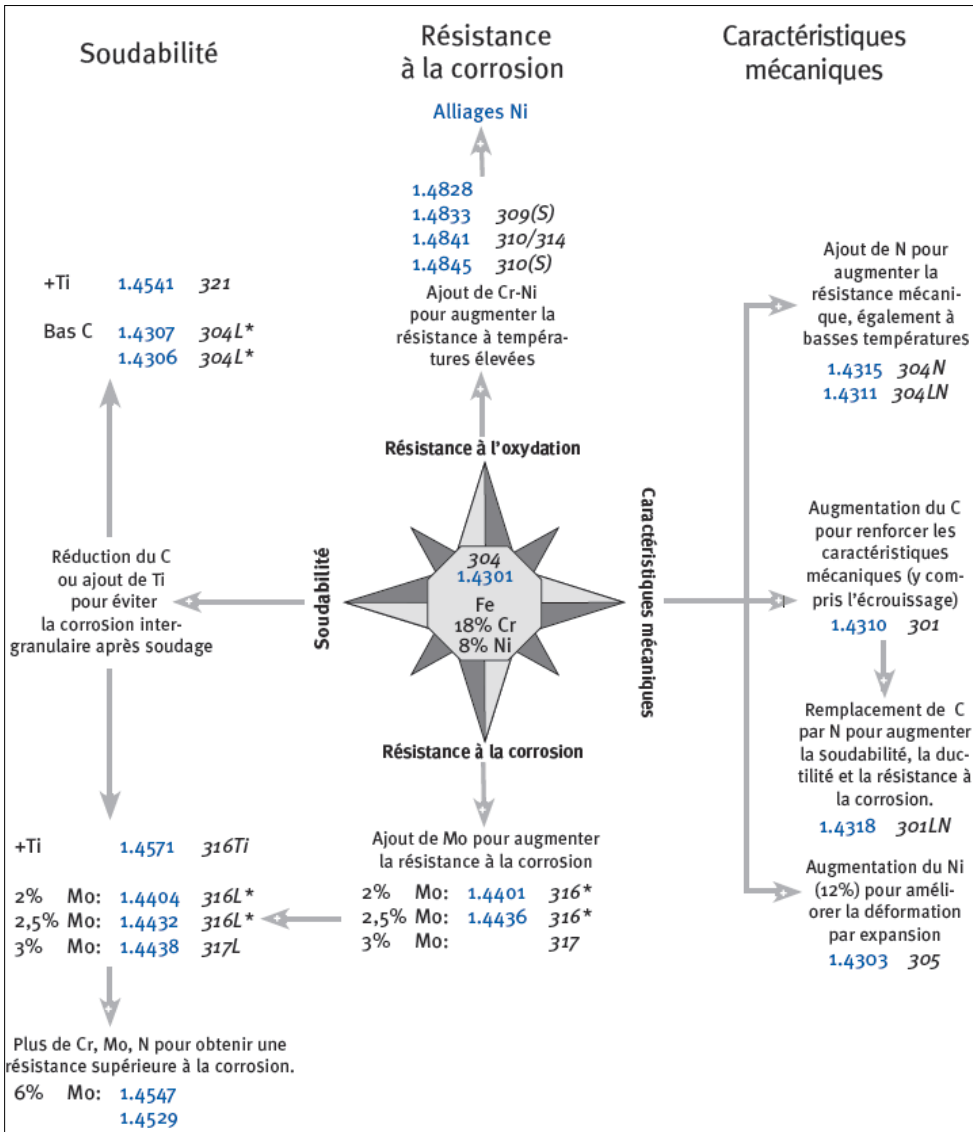 Soudabilité
Résistance
à la corrosion
Caractéristiques
mécaniques
Alliages Ni
1.4828
1.4833 309(S)
1.4841 310/314
1.4845 310(S)
Ajout de Cr-Ni
pour augmenter la
résistance à tempéra-
tures élevées
+Ti 1.4541 321
Bas C 1.4307 304L*
1.4306 304L*
Réduction du C
ou ajout de Ti
pour éviter
la corrosion inter-
granulaire après soudage
+Ti 1.4571 316Ti
2% Mo: 1.4404 316L*
2,5% Mo: 1.4432 316L*
3% Mo: 1.4438 317L
Plus de Cr, Mo, N pour obtenir une
résistance supérieure à la corrosion.
6% Mo: 1.4547
1.4529
Résistance à l'oxydation
Soudabilité
304
1.4301
Fe
18% Cr
8% Ni
Caractéristiques mécaniques
Résistance à la corrosion
Ajout de Mo pour augmenter
la résistance à la corrosion
2% Mo: 1.4401 316*
2,5% Mo: 1.4436 316*
3% Mo: 317
Ajout de N pour
augmenter la
résistance mécani-
que, également à
basses températures
1.4315 304N
1.4311 304LN
Augmentation du C
pour renforcer les
caractéristiques
mécaniques (y com-
pris l'écrouissage)
1.4310 301
Remplacement de C
par N pour augmenter
la soudabilité, la duc-
tilité et la résistance à
la corrosion.
1.4318 301LN
Augmentation du Ni
(12%) pour améli-
orer la déformation
par expansion
1.4303 305